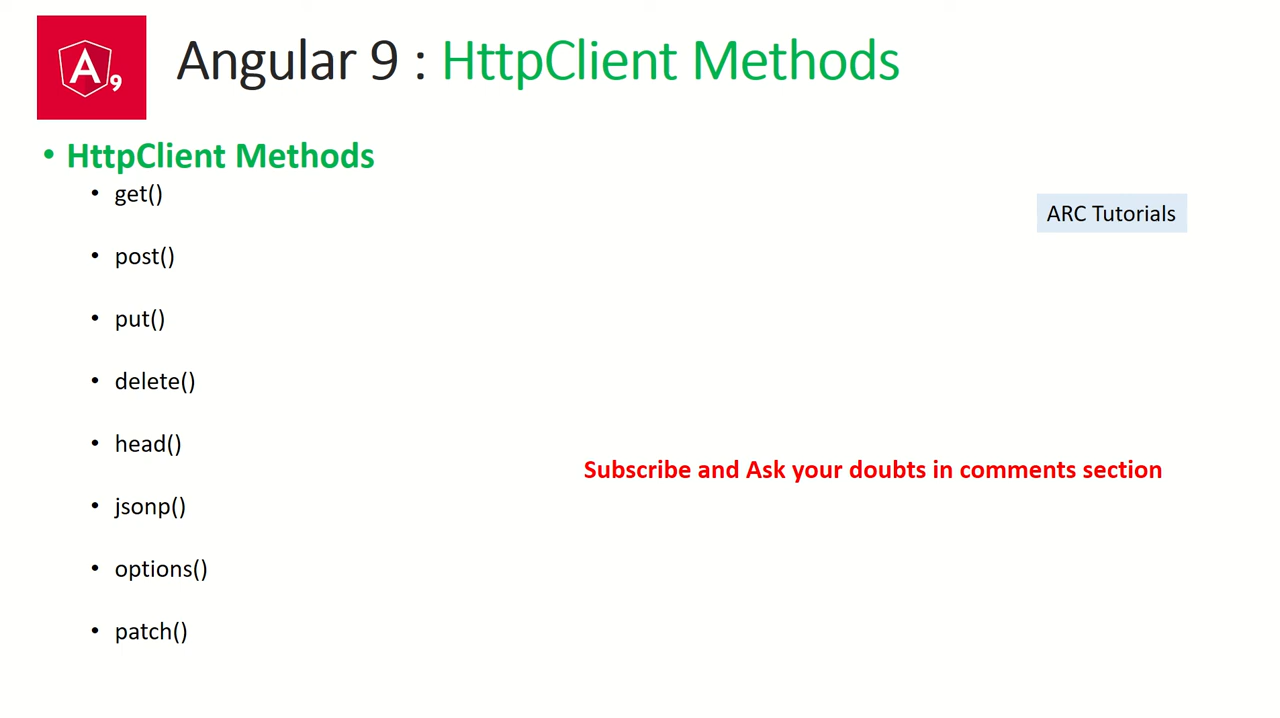 A9
Angular 9 : HttpClient Methods
• HttpClient Methods
• get()
ARC Tutorials
• post()
• put()
• delete()
• head()
Subscribe and Ask your doubts in comments section
• jsonp()
• options()
• patch()